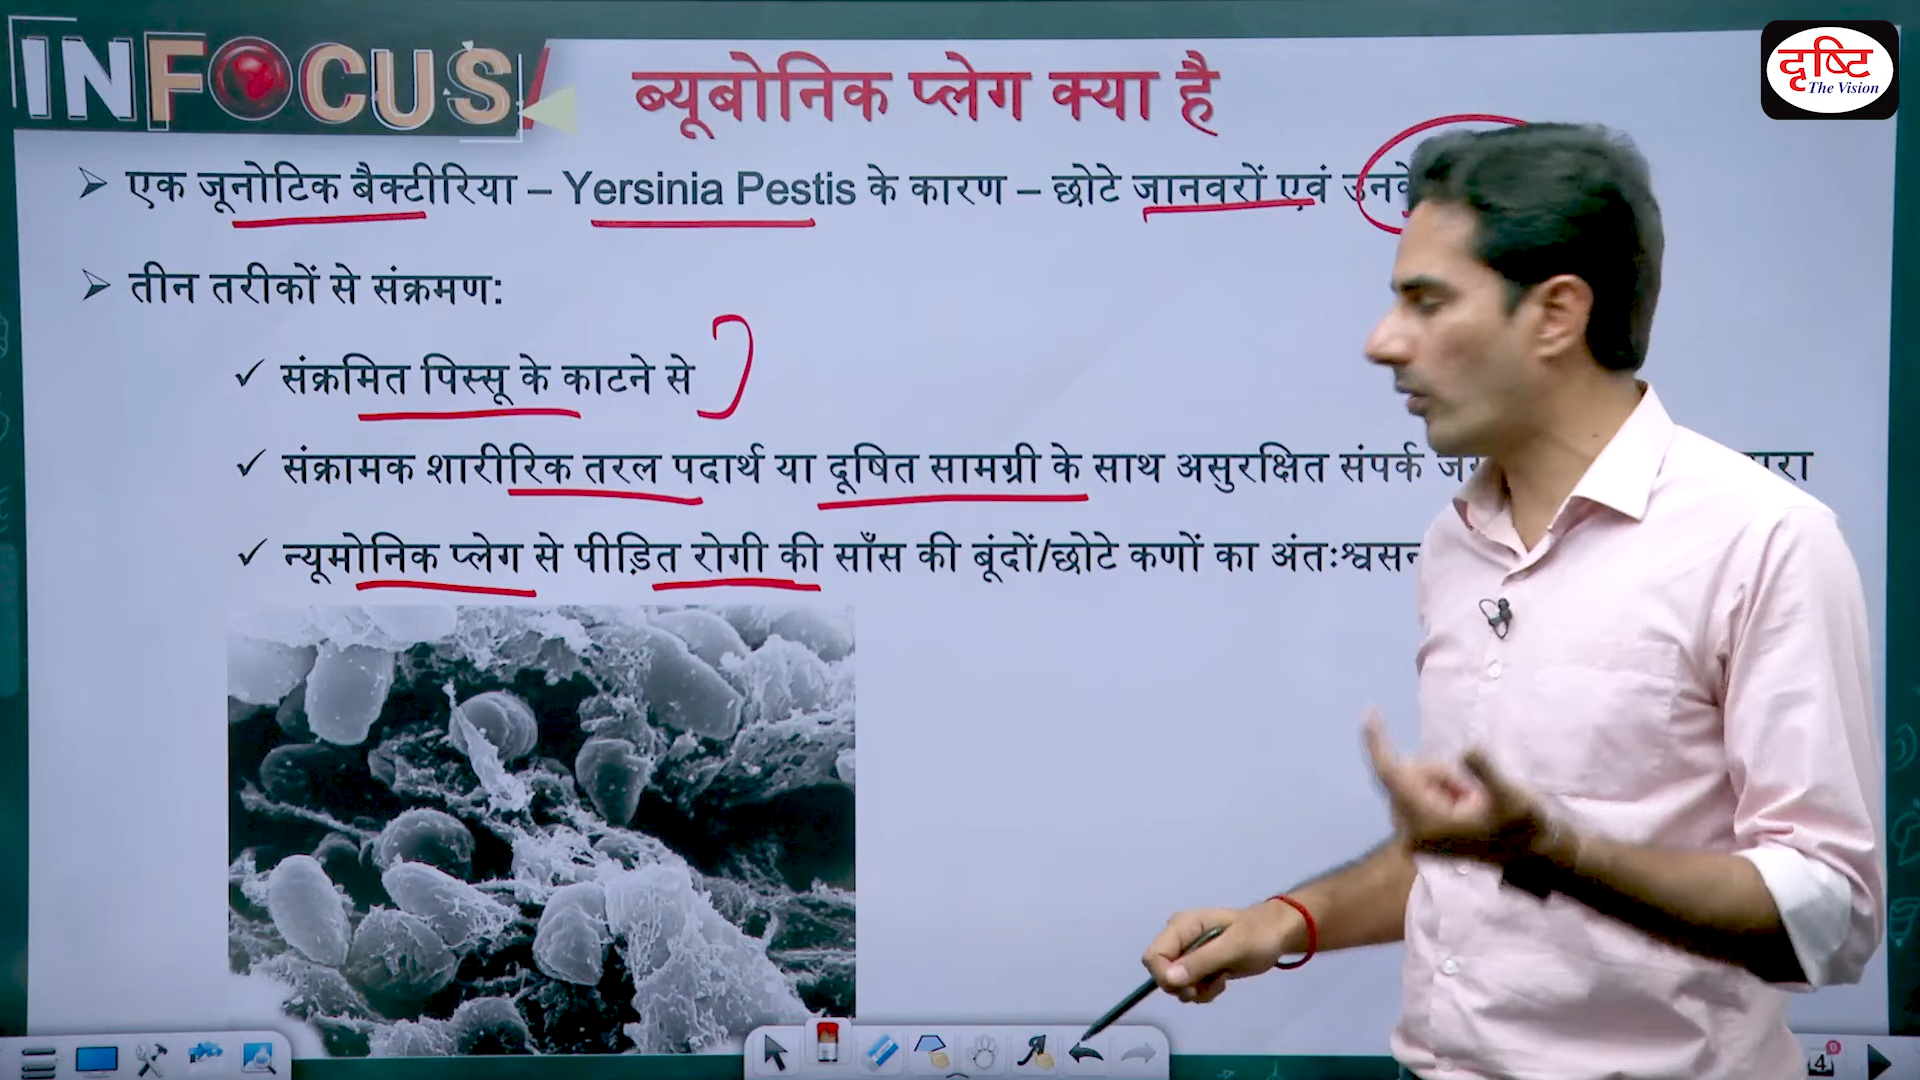 INFOCUS
दृष्टि
The Vision
ब्यूबोनिक प्लेग क्या है
➢ एक जूनोटिक बैक्टीरिया – Yersinia Pestis के कारण – छोटे जानवरों एवं
➢ तीन तरीकों से संक्रमण:
✓ संक्रमित पिस्सू के काटने से
✓ संक्रामक शारीरिक तरल पदार्थ या दूषित सामग्री के साथ असुरक्षित संपर्क
✓ न्यूमोनिक प्लेग से पीड़ित रोगी की साँस की बूंदों/छोटे कणों का अंतःश्वसन
4